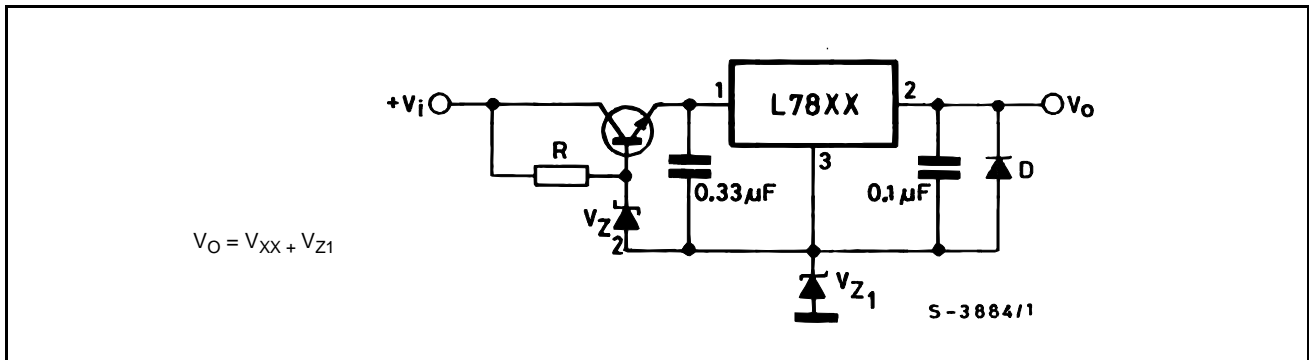 +Vi
1
L78XX
2
Vo
R
3
0.33µF
0.1µF
D
VZ2
VO = VXX + VZ1
VZ1
S-3884/1